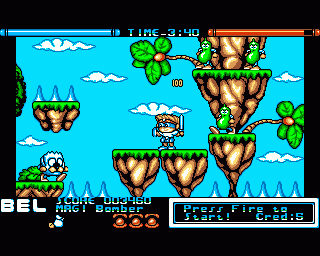 TIME-3:40
100
BEL
SCORE 003460
MAGI Bomber
Press Fire to
Start! Cred:5